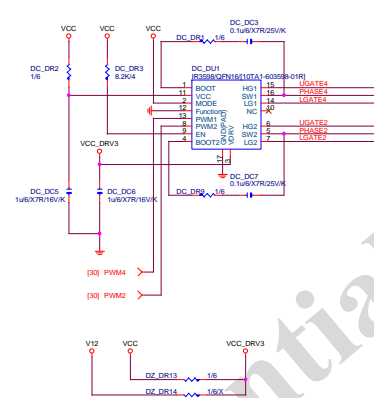 VCC VCC VCC
DC_DC3
0.1u/6/X7R/25V/K
DC_DR1 1/6
DC_DR2
1/6
DC_DR3
8.2K/4
DC_DU1
IR3598/QFN16/[10TA1-603598-01R]
1 BOOT HG1 15 UGATE4
11 VCC SW1 16 PHASE4
2 MODE LG1 14 LGATE4
12 Function NC 10
13 PWM1
8 PWM2 HG2 6 UGATE2
9 EN SW2 5 PHASE2
4 BOOT2 LG2 7 LGATE2
GND(PAD) VDRV
17 3
VCC_DRV3
DC_DC7
0.1u/6/X7R/25V/K
DC_DR9 1/6
DC_DC5
1u/6/X7R/16V/K
DC_DC6
1u/6/X7R/16V/K
[30] PWM4
[30] PWM2
V12 VCC VCC_DRV3
DZ_DR13 1/6
DZ_DR14 1/6/X
ntia